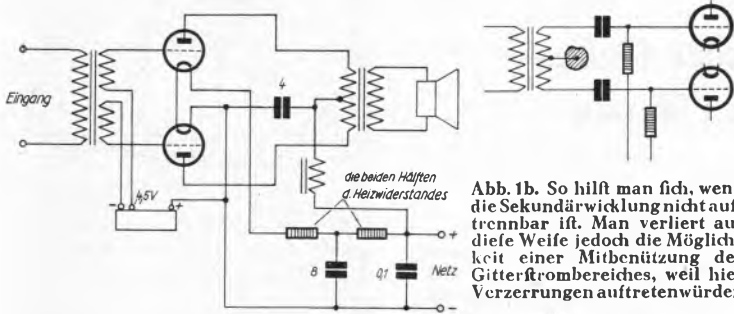 Eingang
4
4,5V
-
+
die beiden Hälften
d. Heizwiderstandes
8
0,1
+
Netz
-
Abb. 1b. So hilft man ſich, wen
die Sekundärwicklung nicht auf
trennbar iſt. Man verliert au
dieſe Weiſe jedoch die Möglich
keit einer Mitbenützung de
Gitterſtrombereiches, weil hie
Verzerrungen auftreten würde